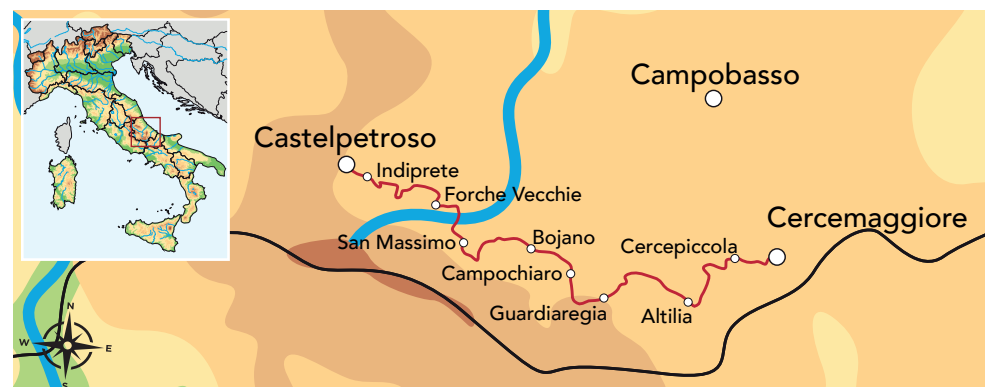 Campobasso
Castelpetroso
Indiprete
Forche Vecchie
Cercemaggiore
San Massimo
Bojano
Cercepiccola
Campochiaro
Guardiaregia
Altilia
N
W
E
S